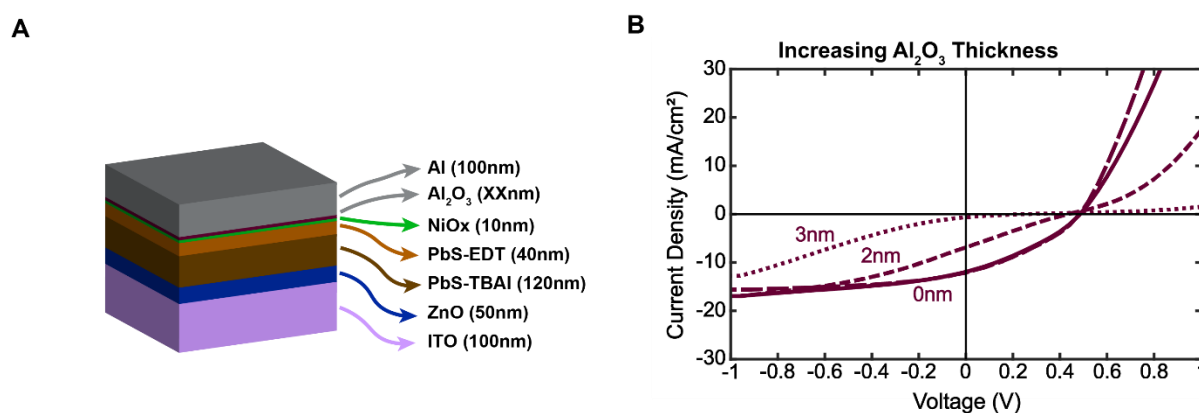 A
Al (100nm)
Al₂O₃ (XXnm)
NiOx (10nm)
PbS-EDT (40nm)
PbS-TBAI (120nm)
ZnO (50nm)
ITO (100nm)
B
Increasing Al₂O₃ Thickness
Current Density (mA/cm²)
30
20
10
0
-10
-20
-30
3nm
2nm
0nm
-1 -0.8 -0.6 -0.4 -0.2 0 0.2 0.4 0.6 0.8 1
Voltage (V)